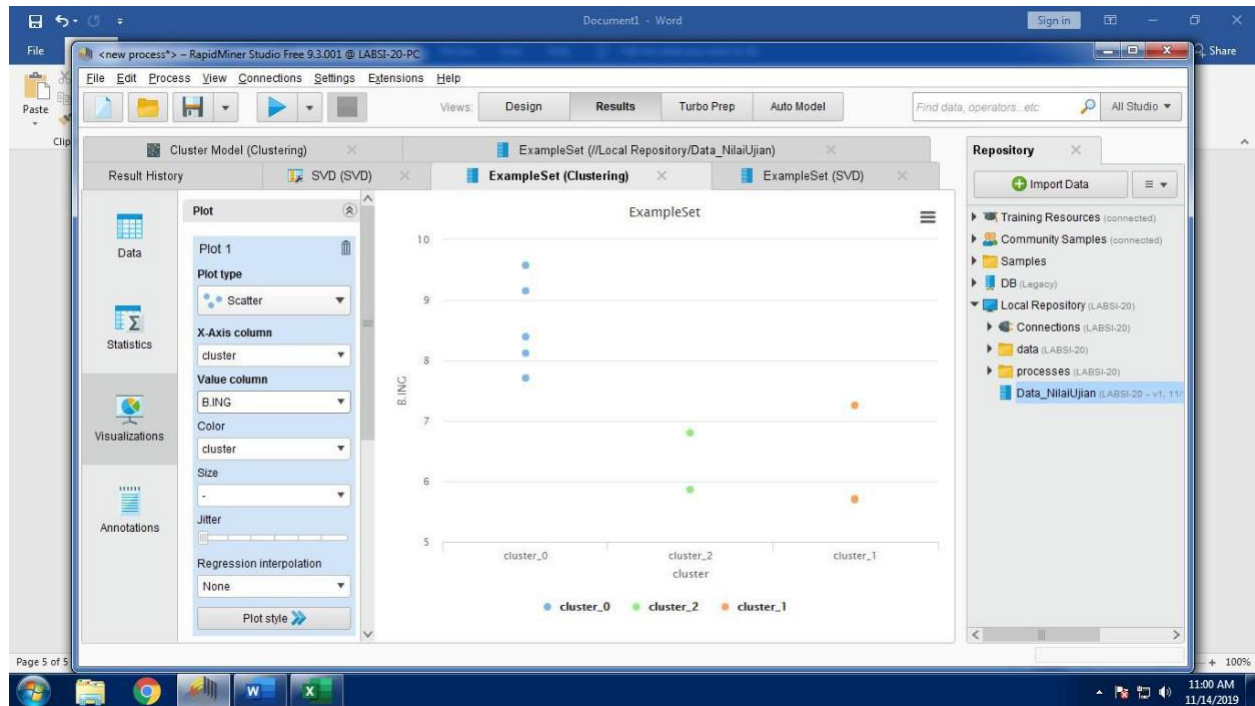 Document1 - Word
Sign in
File
Share
Paste
Clip
<new process*> – RapidMiner Studio Free 9.3.001 @ LABSI-20-PC
File Edit Process View Connections Settings Extensions Help
Views: Design Results Turbo Prep Auto Model
Find data, operators...etc
All Studio
Cluster Model (Clustering)
ExampleSet (//Local Repository/Data_NilaiUjian)
Result History
SVD (SVD)
ExampleSet (Clustering)
ExampleSet (SVD)
Data
Statistics
Visualizations
Annotations
Plot
Plot 1
Plot type
Scatter
X-Axis column
cluster
Value column
B.ING
Color
cluster
Size
-
Jitter
Regression interpolation
None
Plot style
ExampleSet
10
9
8
7
6
5
B.ING
cluster_0 cluster_2 cluster_1
cluster
cluster_0 cluster_2 cluster_1
Repository
Import Data
Training Resources (connected)
Community Samples (connected)
Samples
DB (Legacy)
Local Repository (LABSI-20)
Connections (LABSI-20)
data (LABSI-20)
processes (LABSI-20)
Data_NilaiUjian (LABSI-20 - v1, 11/
Page 5 of 5
100%
11:00 AM
11/14/2019